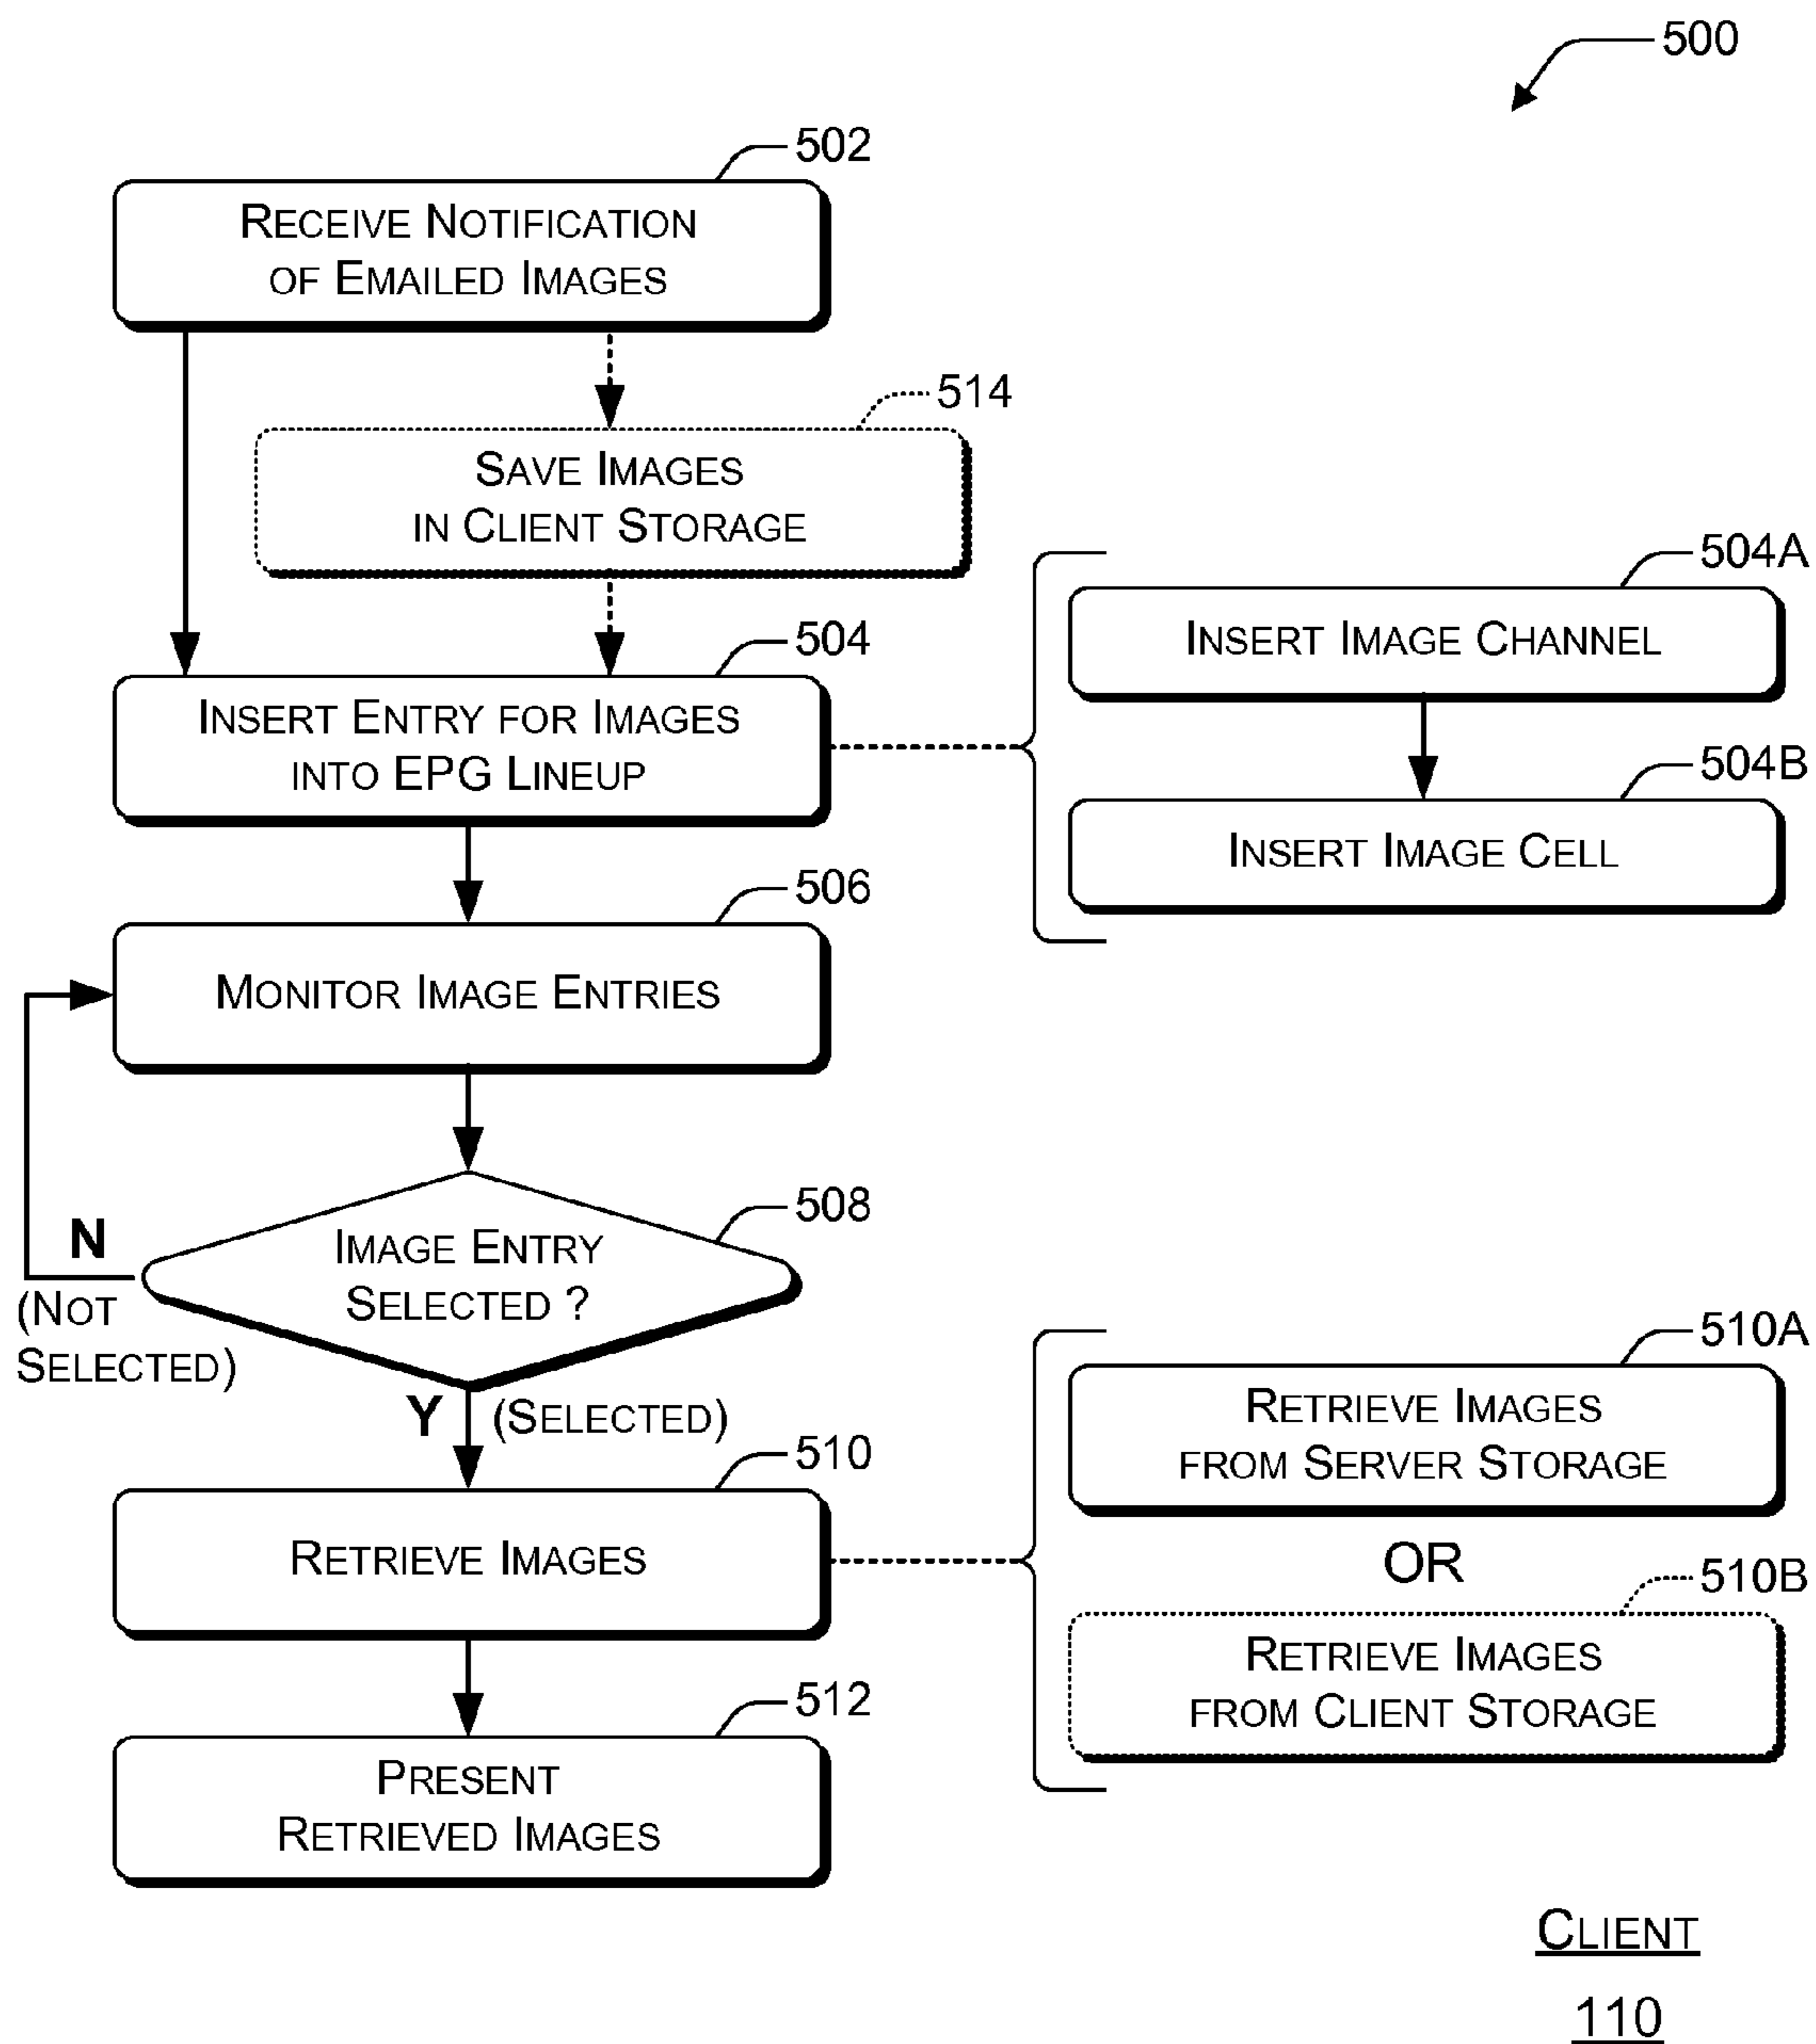 500
502
RECEIVE NOTIFICATION
OF EMAILED IMAGES
514
SAVE IMAGES
IN CLIENT STORAGE
504
INSERT ENTRY FOR IMAGES
INTO EPG LINEUP
504A
INSERT IMAGE CHANNEL
504B
INSERT IMAGE CELL
506
MONITOR IMAGE ENTRIES
508
IMAGE ENTRY
SELECTED ?
N
(NOT
SELECTED)
Y (SELECTED)
510
RETRIEVE IMAGES
510A
RETRIEVE IMAGES
FROM SERVER STORAGE
OR
510B
RETRIEVE IMAGES
FROM CLIENT STORAGE
512
PRESENT
RETRIEVED IMAGES
CLIENT
110